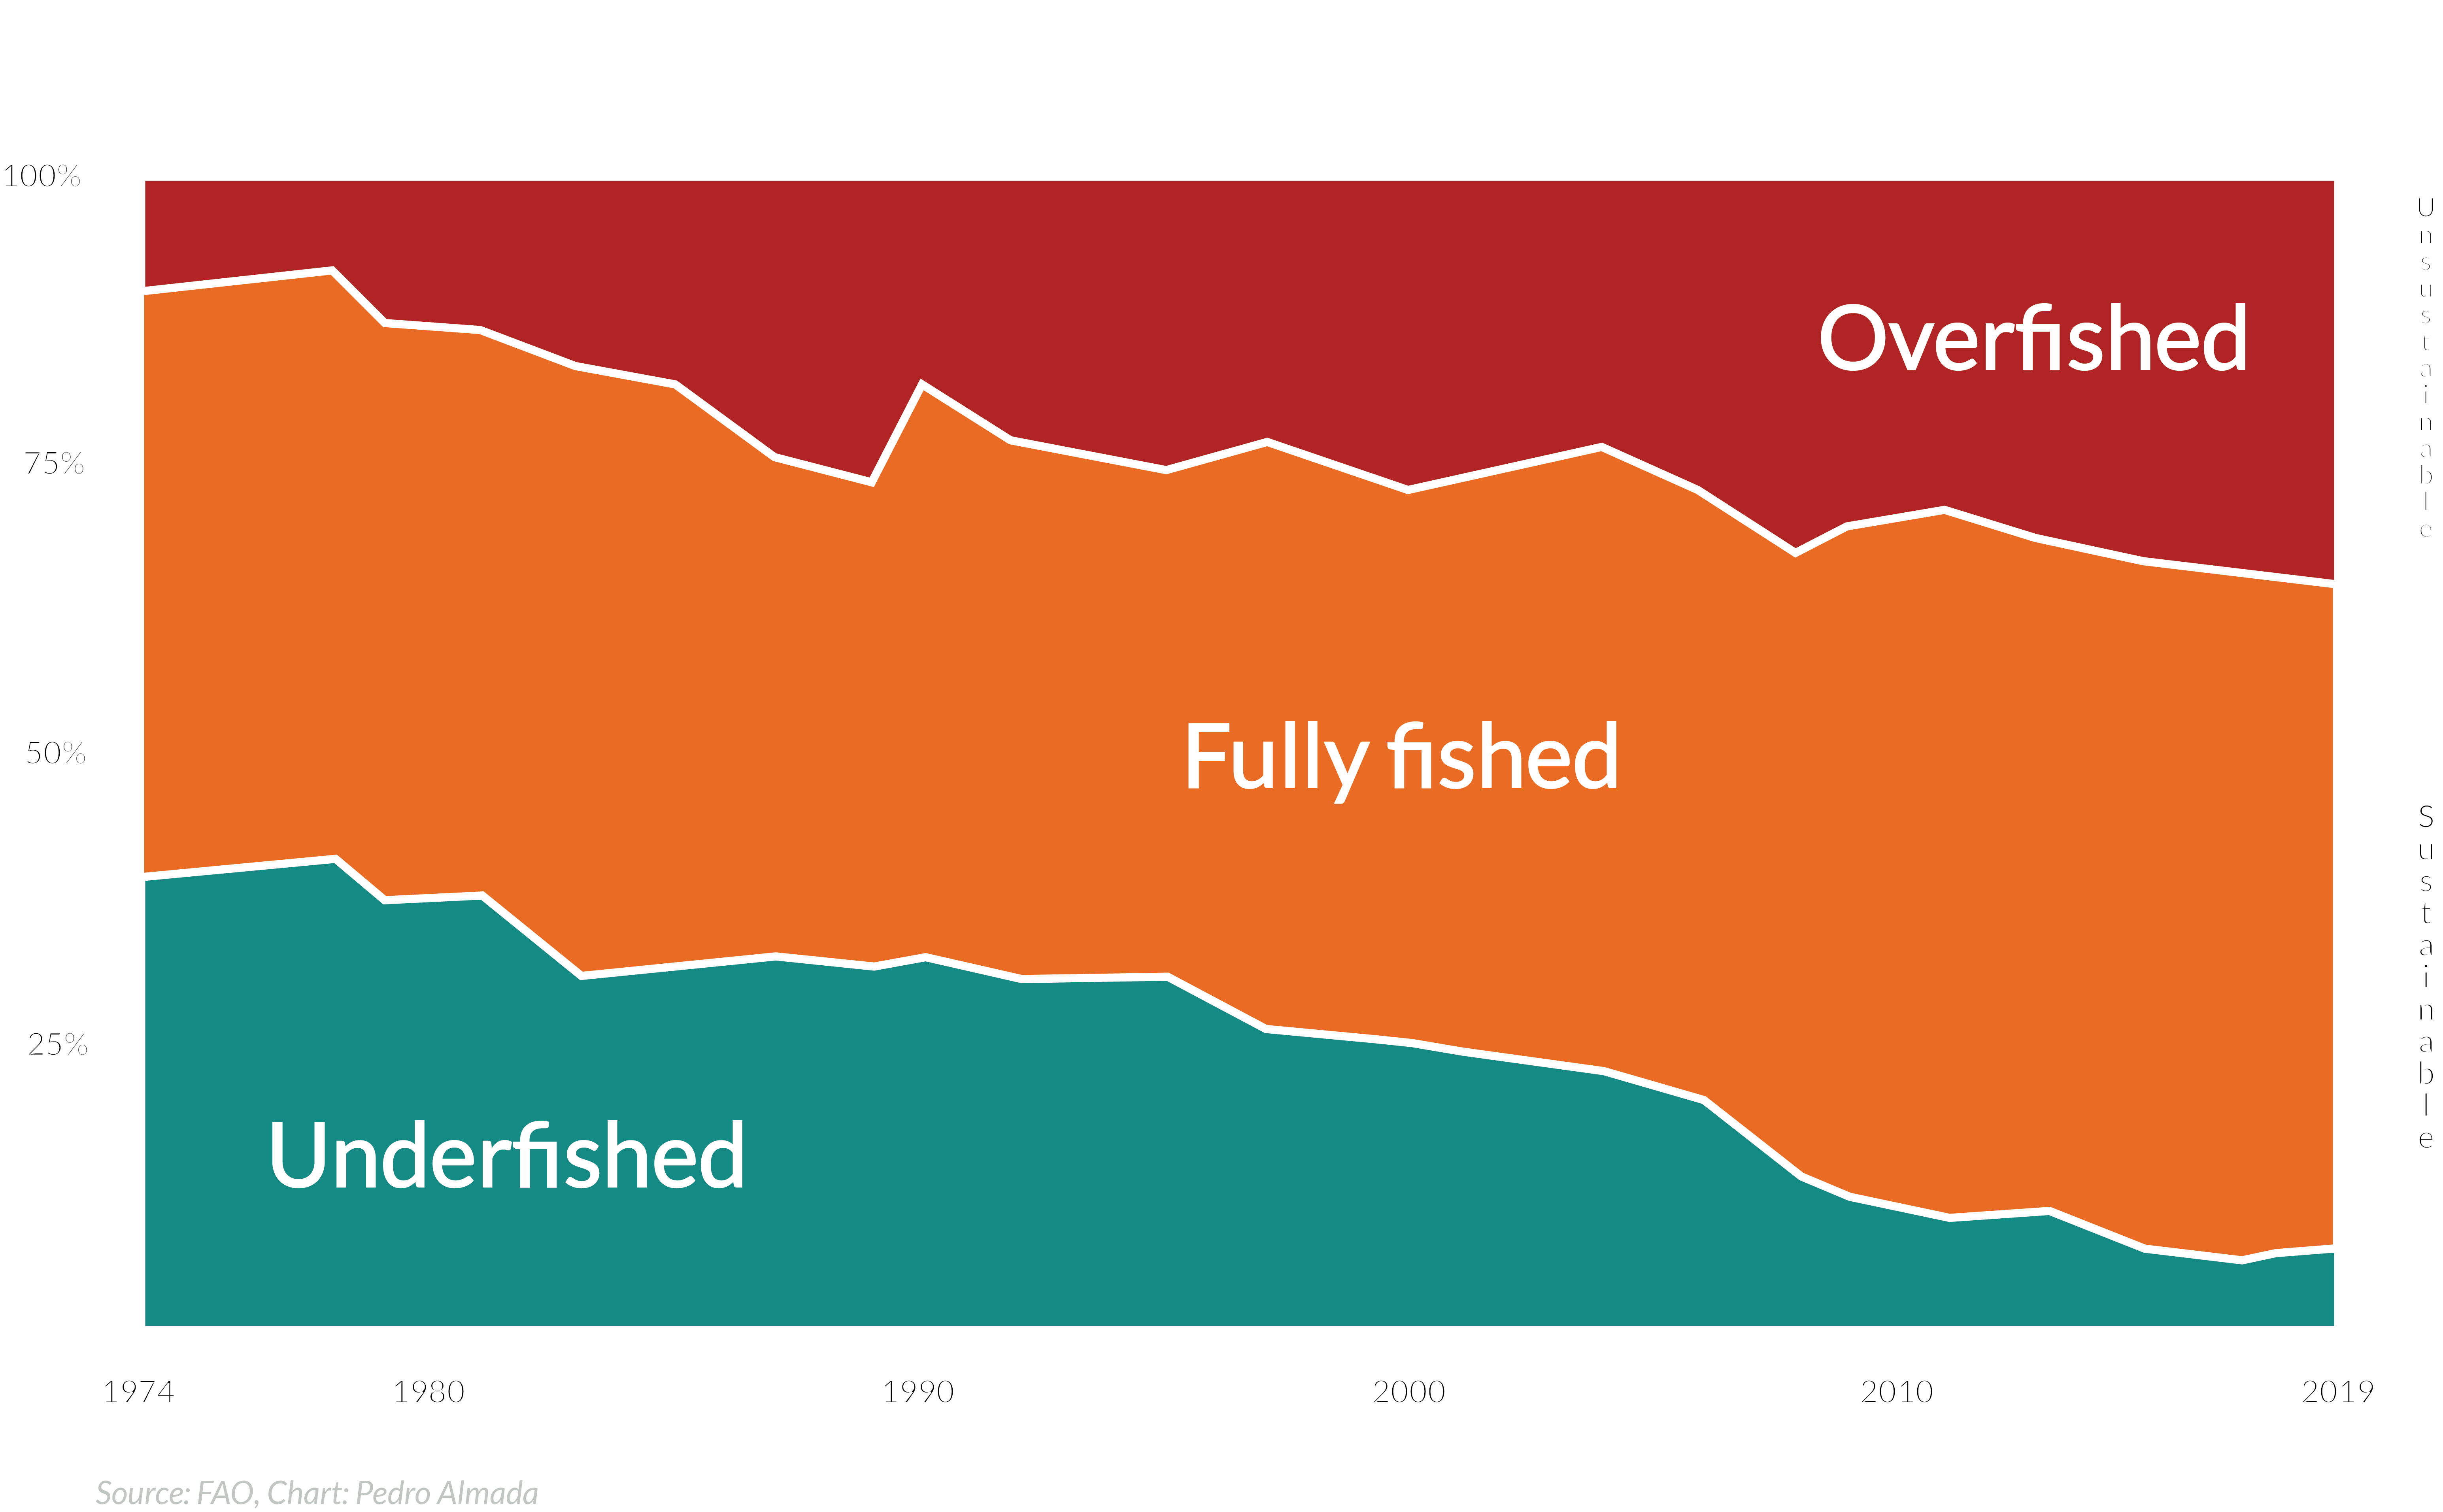 100%
75%
50%
25%
Overfished
Fully fished
Underfished
Unsustainable
Sustainable
1974 1980 1990 2000 2010 2019
Source: FAO, Chart: Pedro Almada